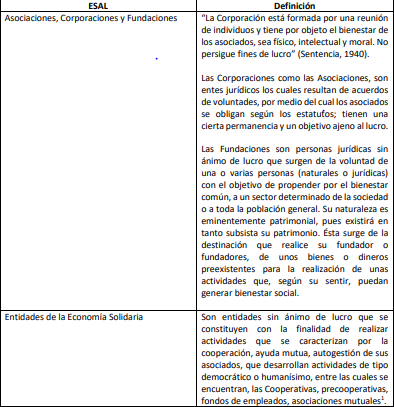 ESAL
Definición
Asociaciones, Corporaciones y Fundaciones
“La Corporación está formada por una reunión
de individuos y tiene por objeto el bienestar de
los asociados, sea físico, intelectual y moral. No
persigue fines de lucro” (Sentencia, 1940).
Las Corporaciones como las Asociaciones, son
entes jurídicos los cuales resultan de acuerdos
de voluntades, por medio del cual los asociados
se obligan según los estatutos; tienen una
cierta permanencia y un objetivo ajeno al lucro.
Las Fundaciones son personas jurídicas sin
ánimo de lucro que surgen de la voluntad de
una o varias personas (naturales o jurídicas)
con el objetivo de propender por el bienestar
común, a un sector determinado de la sociedad
o a toda la población general. Su naturaleza es
eminentemente patrimonial, pues existirá en
tanto subsista su patrimonio. Ésta surge de la
destinación que realice su fundador o
fundadores, de unos bienes o dineros
preexistentes para la realización de unas
actividades que, según su sentir, puedan
generar bienestar social.
Entidades de la Economía Solidaria
Son entidades sin ánimo de lucro que se
constituyen con la finalidad de realizar
actividades que se caracterizan por la
cooperación, ayuda mutua, autogestión de sus
asociados, que desarrollan actividades de tipo
democrático o humanísimo, entre las cuales se
encuentran, las Cooperativas, precooperativas,
fondos de empleados, asociaciones mutuales¹.